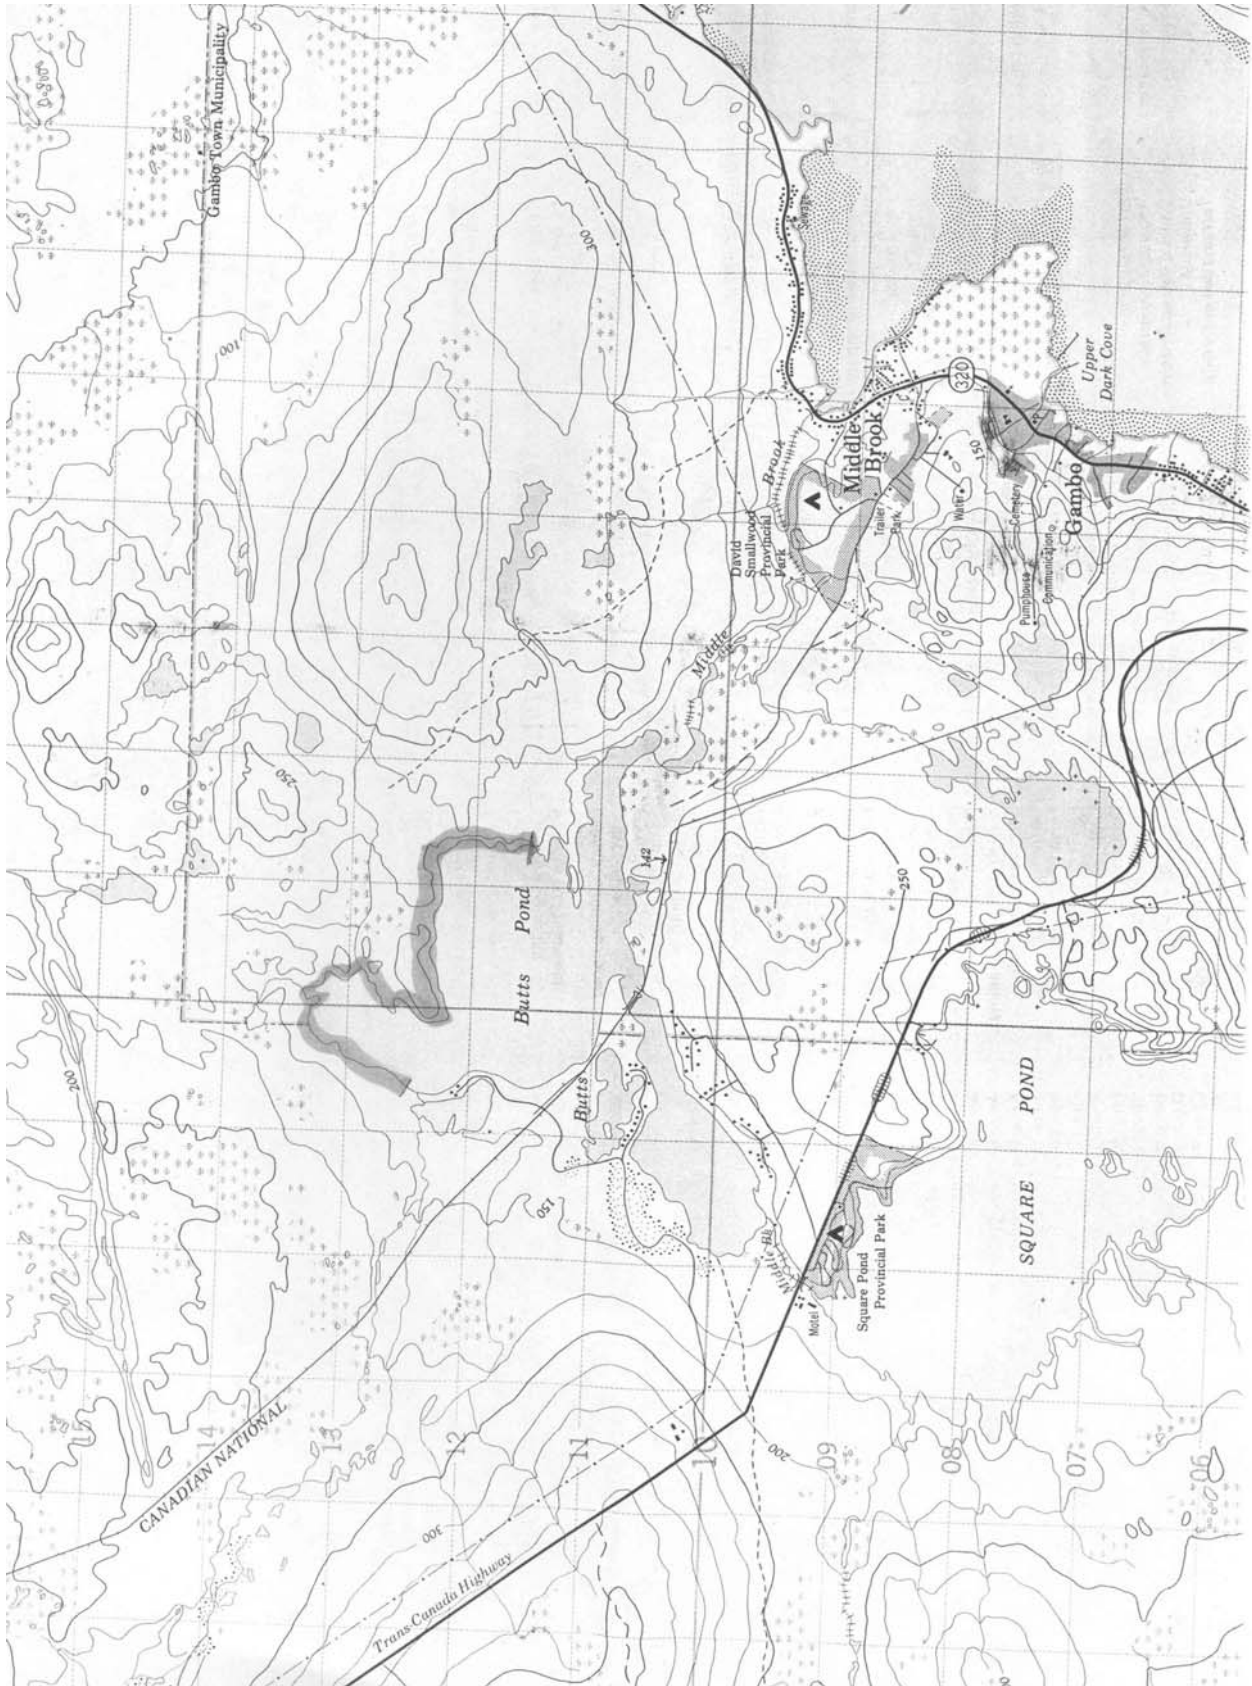 Gambo Town Municipality
300
100
Sewage
320
Upper
Dark Cove
Brook
Middle
Brook
150
David
Smallwood
Provincial
Park
Trailer
Park
Water
Cemetery
Gambo
Pumphouse
Communication
Middle
250
142
250
Butts Pond
Butts
200
SQUARE POND
150
Middle Bk
Motel
Square Pond
Provincial Park
CANADIAN NATIONAL
15
14
13
12
11
10
09
08
07
06
200
300
Trans-Canada Highway